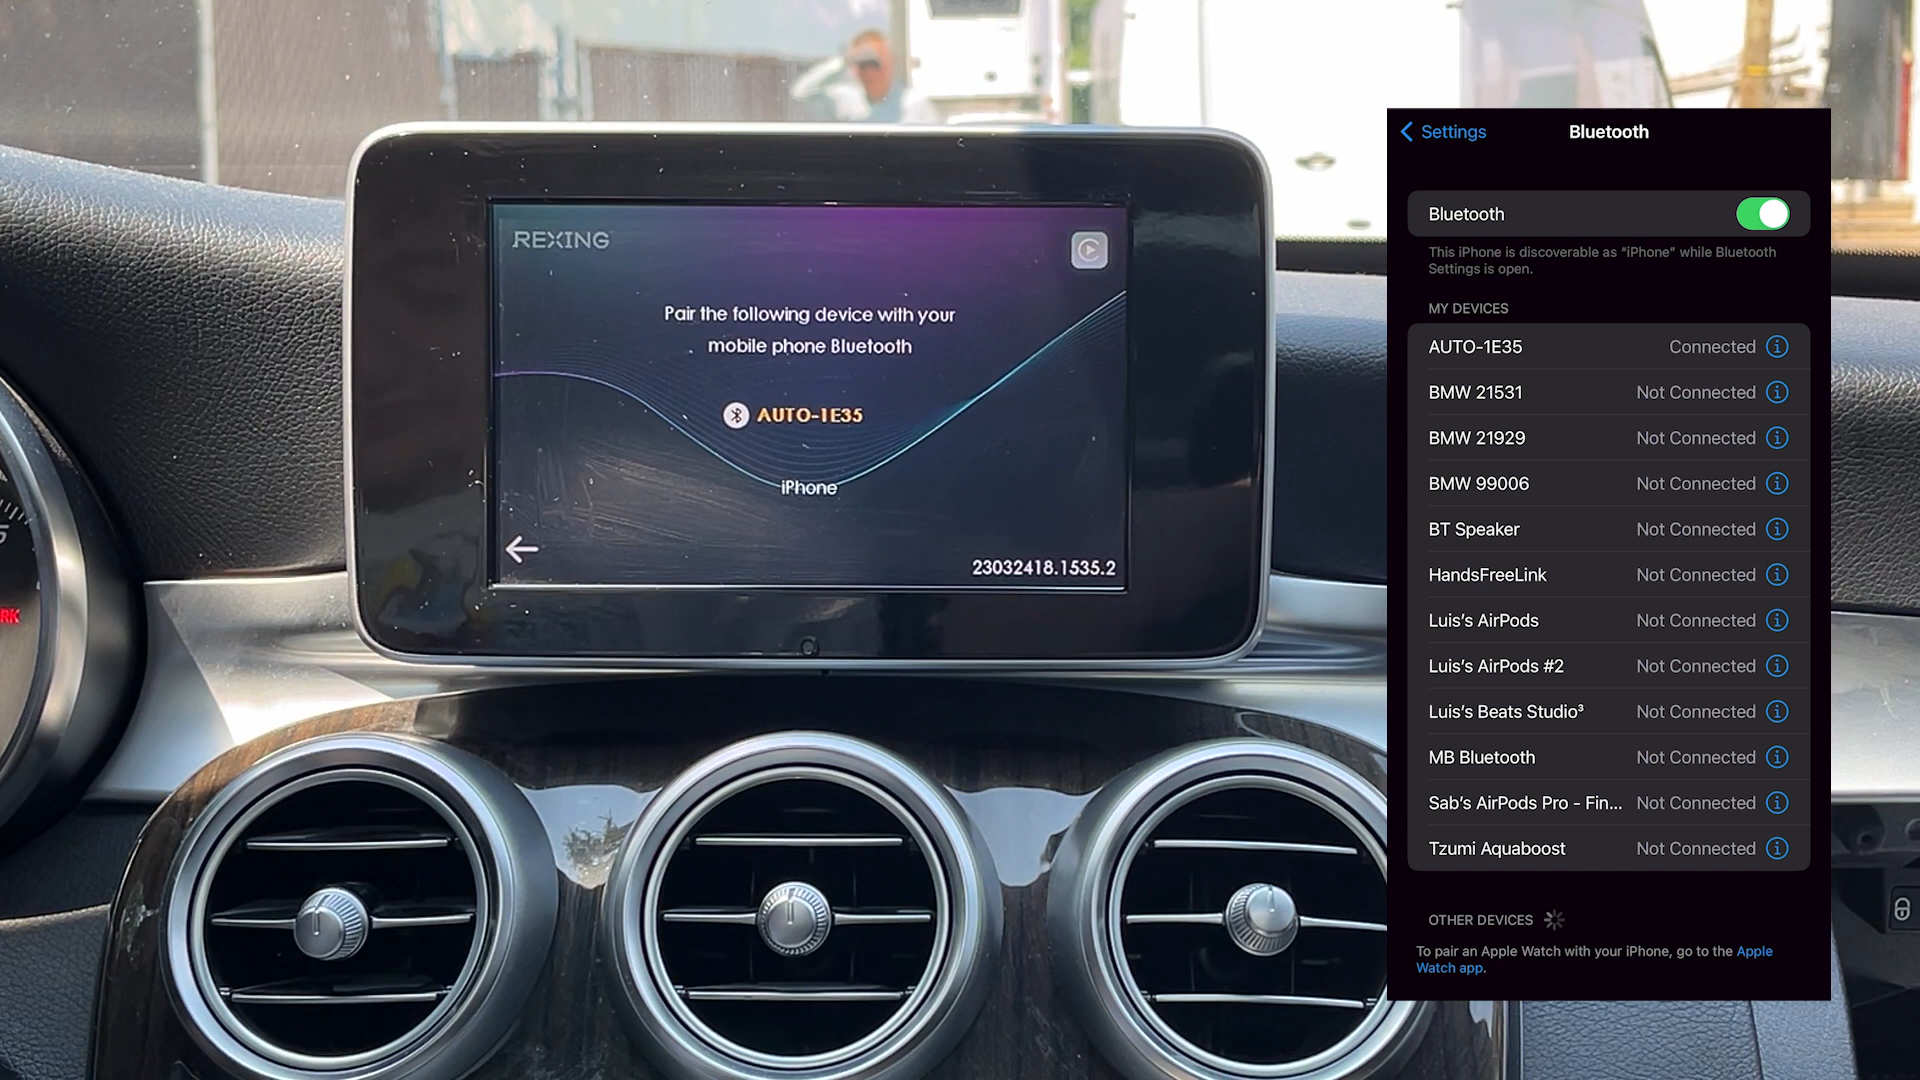 REXING
Pair the following device with your
mobile phone Bluetooth
AUTO-1E35
iPhone
23032418.1535.2
Settings
Bluetooth
Bluetooth
This iPhone is discoverable as “iPhone” while Bluetooth
Settings is open.
MY DEVICES
AUTO-1E35 Connected
BMW 21531 Not Connected
BMW 21929 Not Connected
BMW 99006 Not Connected
BT Speaker Not Connected
HandsFreeLink Not Connected
Luis’s AirPods Not Connected
Luis’s AirPods #2 Not Connected
Luis’s Beats Studio³ Not Connected
MB Bluetooth Not Connected
Sab’s AirPods Pro - Fin... Not Connected
Tzumi Aquaboost Not Connected
OTHER DEVICES
To pair an Apple Watch with your iPhone, go to the Apple
Watch app.